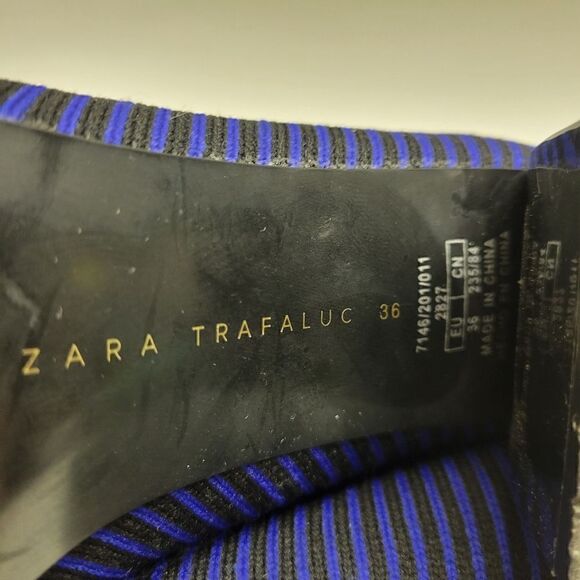 ZARA TRAFALUC 36
7146/201/011
2827
EU CN
36 235/84
MADE IN CHINA